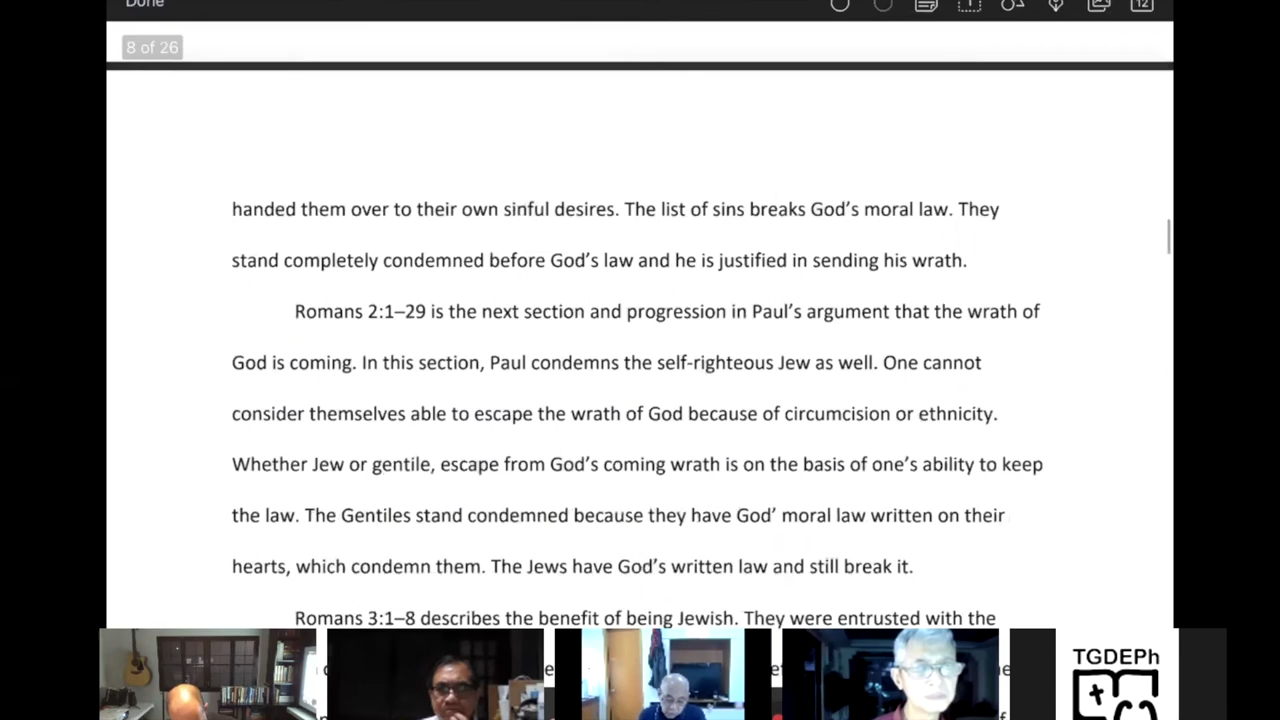 Done
12
8 of 26
handed them over to their own sinful desires. The list of sins breaks God’s moral law. They
stand completely condemned before God’s law and he is justified in sending his wrath.
Romans 2:1–29 is the next section and progression in Paul’s argument that the wrath of
God is coming. In this section, Paul condemns the self-righteous Jew as well. One cannot
consider themselves able to escape the wrath of God because of circumcision or ethnicity.
Whether Jew or gentile, escape from God’s coming wrath is on the basis of one’s ability to keep
the law. The Gentiles stand condemned because they have God’ moral law written on their
hearts, which condemn them. The Jews have God’s written law and still break it.
Romans 3:1–8 describes the benefit of being Jewish. They were entrusted with the
TGDEPh